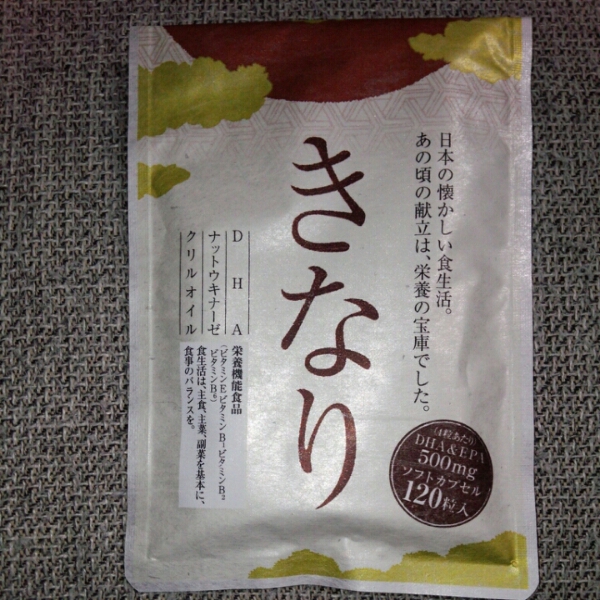 日本の懐かしい食生活。
あの頃の献立は、栄養の宝庫でした。
きなり
DHA
ナットウキナーゼ
クリルオイル
栄養機能食品
(ビタミンE・ビタミンB₁・ビタミンB₂
ビタミンB₆)
食生活は、主食、主菜、副菜を基本に、
食事のバランスを。
(4粒あたり)
DHA&EPA
500mg
ソフトカプセル
120粒入